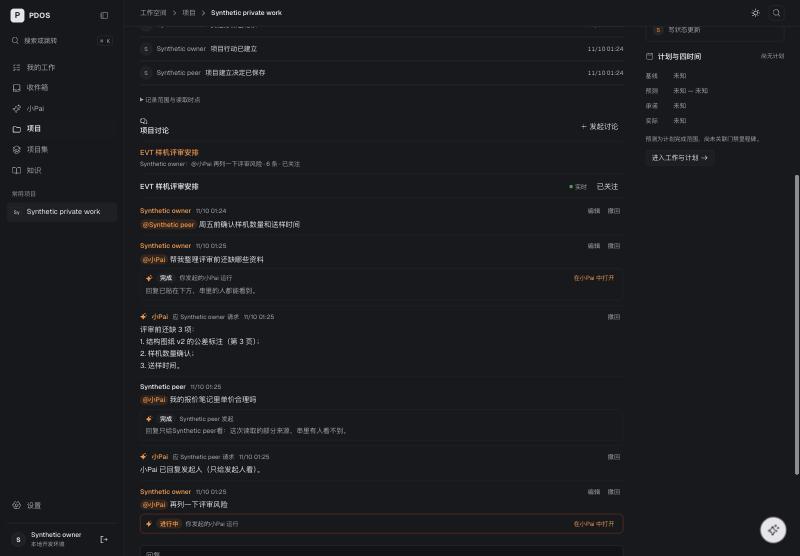 P PDOS
搜索或跳转 ⌘ K
我的工作
收件箱
小Pai
项目
项目集
知识
常用项目
Sy Synthetic private work
设置
S Synthetic owner
本地开发环境
工作空间 > 项目 > Synthetic private work
S Synthetic owner 项目行动已建立 11/10 01:24
S Synthetic peer 项目建立决定已保存 11/10 01:24
记录范围与读取时点
项目讨论
+ 发起讨论
EVT 样机评审安排
Synthetic owner: @小Pai 再列一下评审风险 · 6 条 · 已关注
EVT 样机评审安排 实时 已关注
Synthetic owner 11/10 01:24 编辑 撤回
@Synthetic peer 周五前确认样机数量和送样时间
Synthetic owner 11/10 01:25 编辑 撤回
@小Pai 帮我整理评审前还缺哪些资料
完成 你发起的小Pai 运行 在小Pai 中打开
回复已贴在下方，串里的人都能看到。
小Pai 应 Synthetic owner 请求 11/10 01:25 撤回
评审前还缺 3 项：
1. 结构图纸 v2 的公差标注（第 3 页）；
2. 样机数量确认；
3. 送样时间。
Synthetic peer 11/10 01:25
@小Pai 我的报价笔记里单价合理吗
完成 Synthetic peer 发起
回复只给Synthetic peer看：这次读取的部分来源，串里有人看不到。
小Pai 应 Synthetic peer 请求 11/10 01:25 撤回
小Pai 已回复发起人（只给发起人看）。
Synthetic owner 11/10 01:25 编辑 撤回
@小Pai 再列一下评审风险
进行中 你发起的小Pai 运行 在小Pai 中打开
S 写状态更新
计划与四时间 尚无计划
基线 未知
预测 未知 — 未知
承诺 未知
实际 未知
预测为计划完成范围，尚未关联门禁里程碑。
进入工作与计划 →